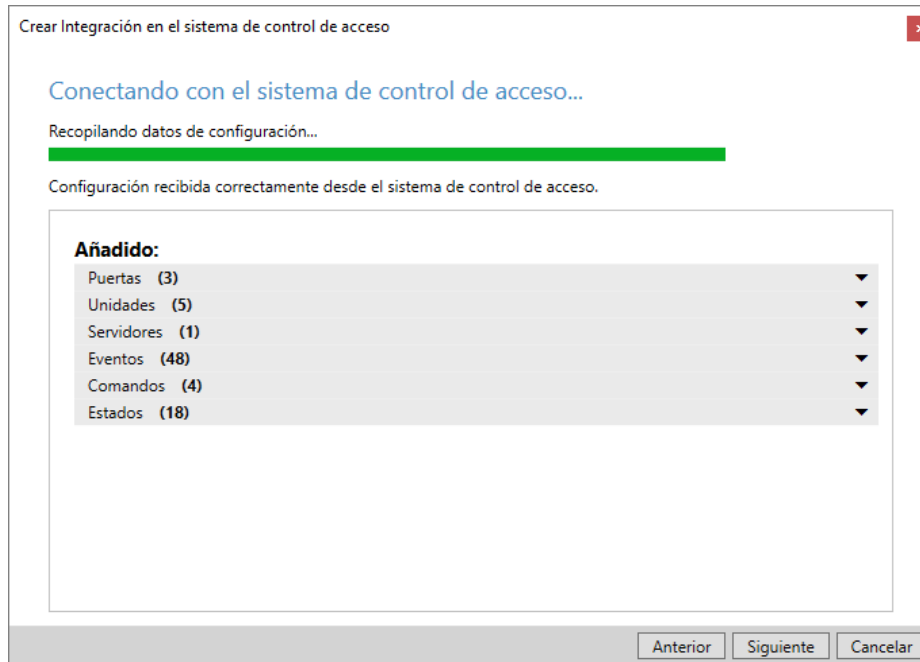 Crear Integración en el sistema de control de acceso
Conectando con el sistema de control de acceso...
Recopilando datos de configuración...
Configuración recibida correctamente desde el sistema de control de acceso.
Añadido:
Puertas (3)
Unidades (5)
Servidores (1)
Eventos (48)
Comandos (4)
Estados (18)
Anterior Siguiente Cancelar